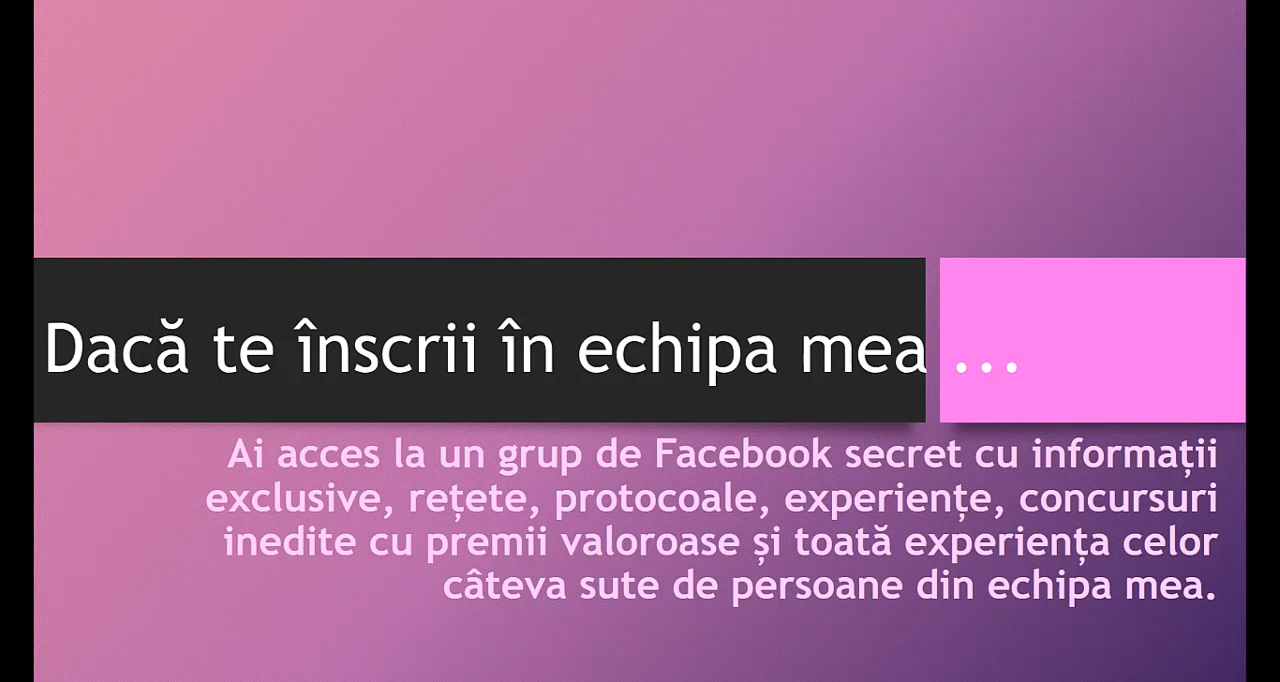 Dacă te înscrii în echipa mea ...
Ai acces la un grup de Facebook secret cu informații
exclusive, rețete, protocoale, experiențe, concursuri
inedite cu premii valoroase și toată experiența celor
câteva sute de persoane din echipa mea.